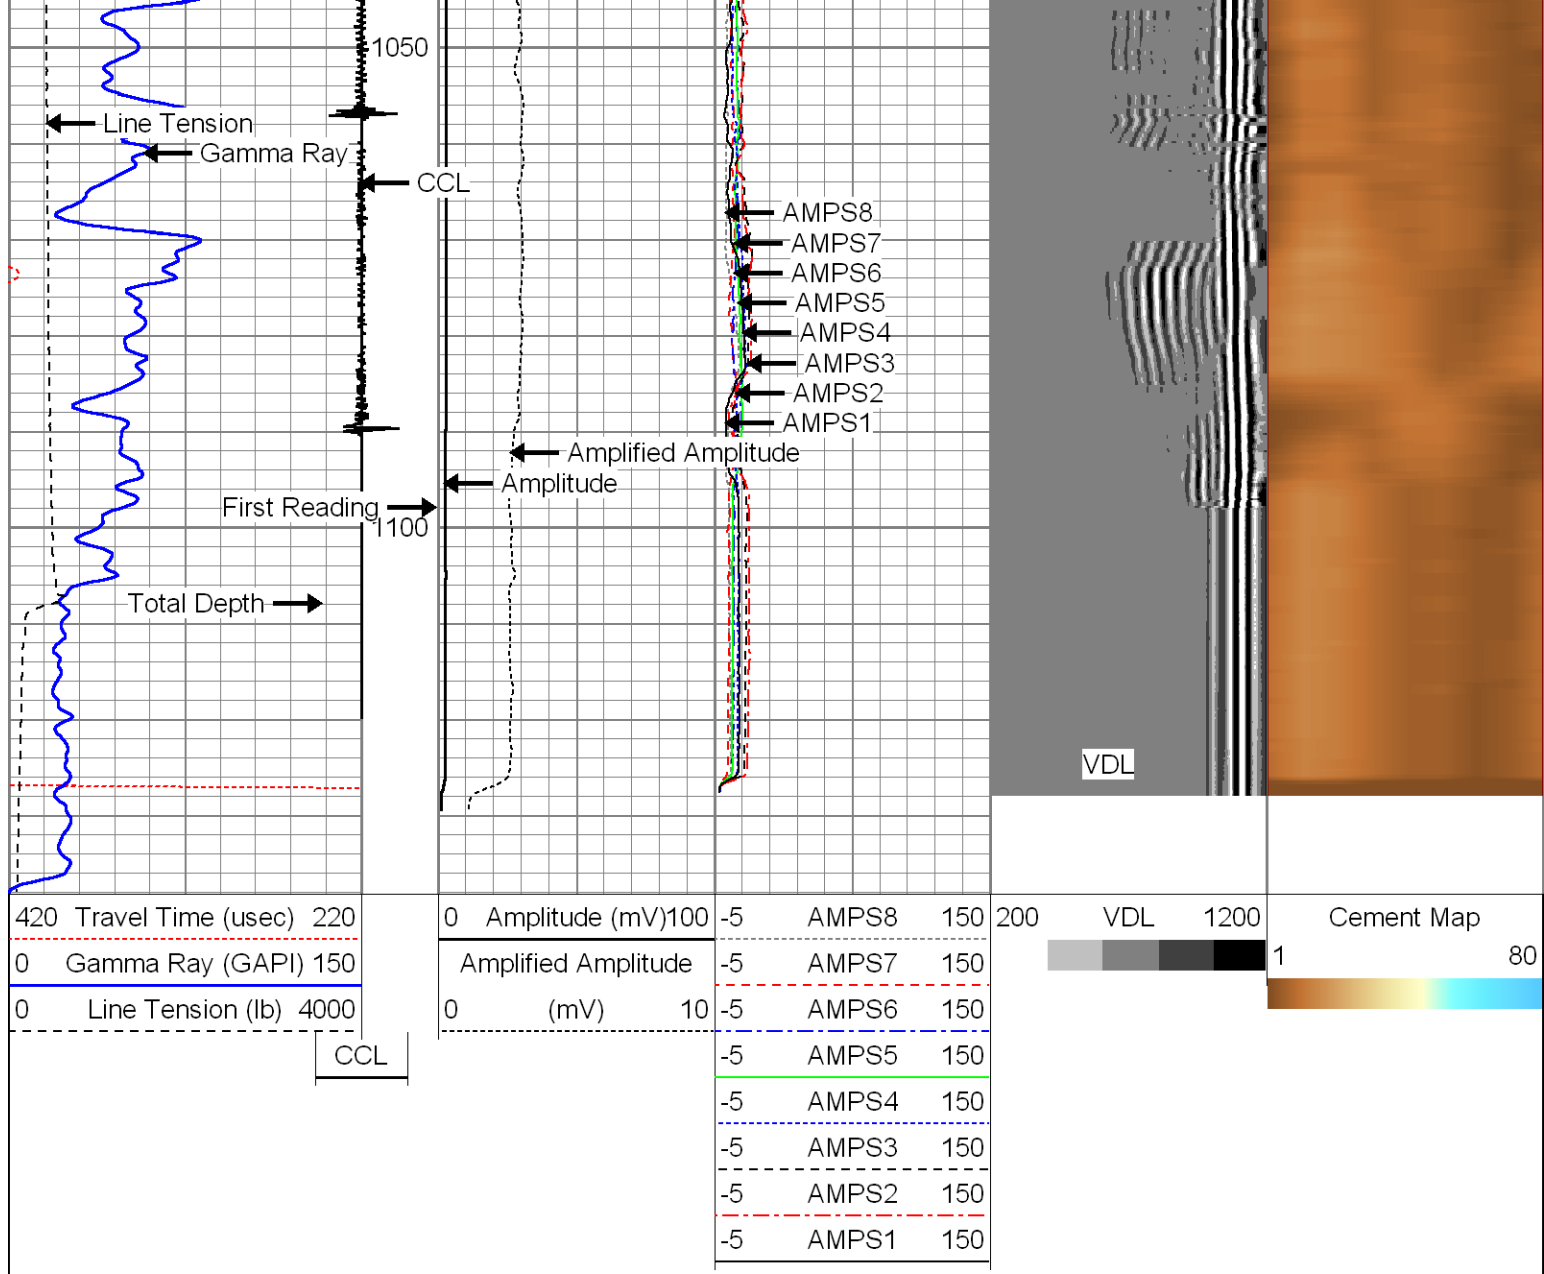 1050
Line Tension
Gamma Ray
CCL
AMPS8
AMPS7
AMPS6
AMPS5
AMPS4
AMPS3
AMPS2
AMPS1
Amplified Amplitude
Amplitude
First Reading
1100
Total Depth
VDL
420 Travel Time (usec) 220
0 Gamma Ray (GAPI) 150
0 Line Tension (lb) 4000
CCL
0 Amplitude (mV) 100
Amplified Amplitude
0 (mV) 10
-5 AMPS8 150
-5 AMPS7 150
-5 AMPS6 150
-5 AMPS5 150
-5 AMPS4 150
-5 AMPS3 150
-5 AMPS2 150
-5 AMPS1 150
200 VDL 1200
Cement Map
1 80